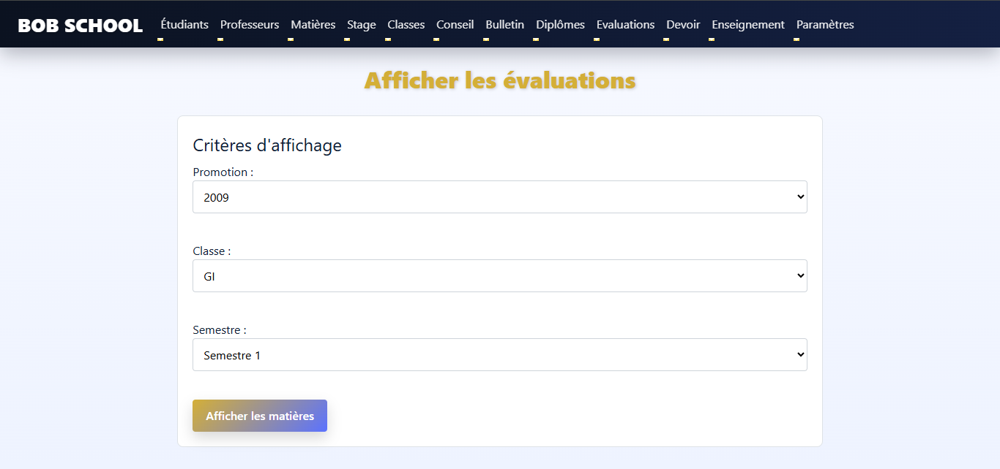 BOB SCHOOL Étudiants Professeurs Matières Stage Classes Conseil Bulletin Diplômes Evaluations Devoir Enseignement Paramètres
Afficher les évaluations
Critères d'affichage
Promotion :
2009
Classe :
GI
Semestre :
Semestre 1
Afficher les matières